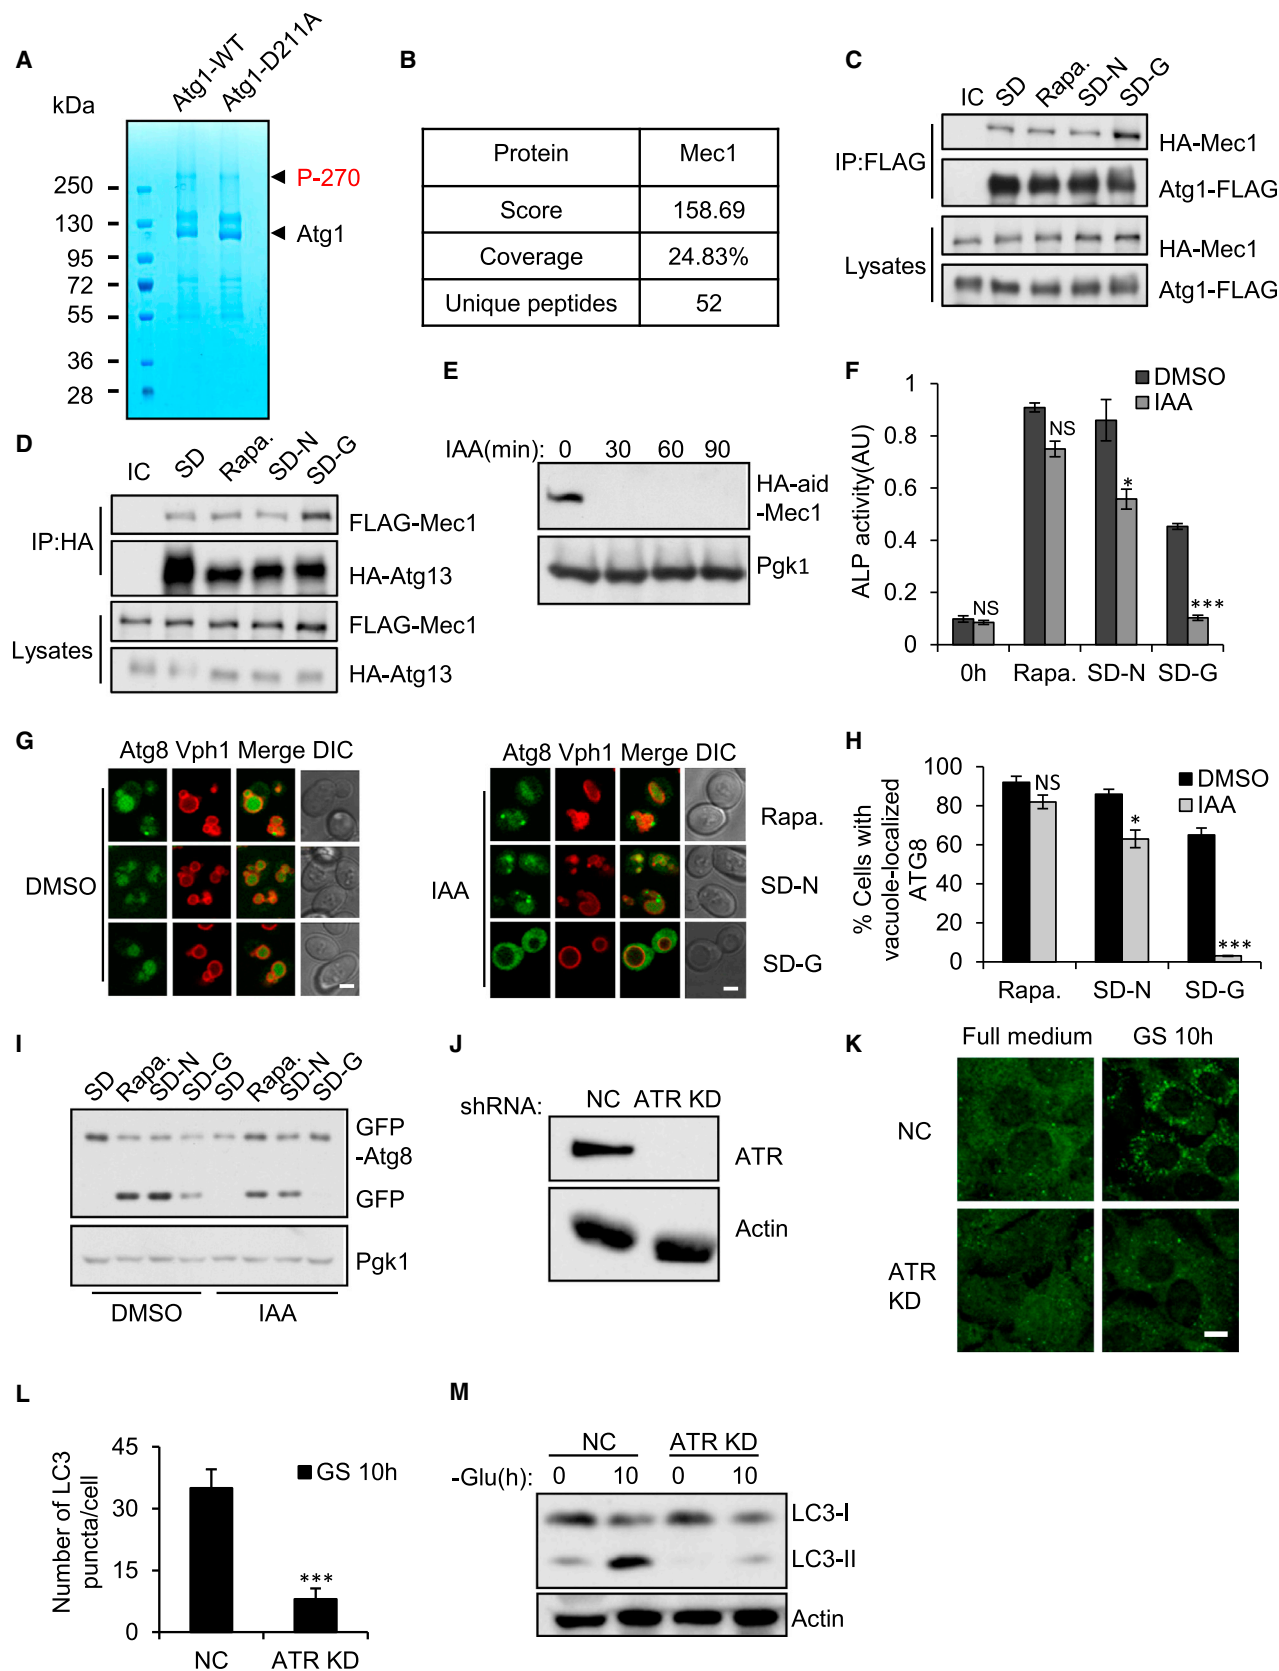 A
Atg1-WT
Atg1-D211A
kDa
250
130
95
72
55
36
28
P-270
Atg1
B
Protein Mec1
Score 158.69
Coverage 24.83%
Unique peptides 52
C
IC SD Rapa. SD-N SD-G
IP:FLAG
HA-Mec1
Atg1-FLAG
Lysates
HA-Mec1
Atg1-FLAG
D
IC SD Rapa. SD-N SD-G
IP:HA
FLAG-Mec1
HA-Atg13
Lysates
FLAG-Mec1
HA-Atg13
E
IAA(min): 0 30 60 90
HA-aid
-Mec1
Pgk1
F
ALP activity(AU)
1
0.8
0.6
0.4
0.2
0
DMSO
IAA
NS
NS
*
***
0h Rapa. SD-N SD-G
G
Atg8 Vph1 Merge DIC
DMSO
Atg8 Vph1 Merge DIC
IAA
Rapa.
SD-N
SD-G
H
% Cells with
vacuole-localized
ATG8
100
80
60
40
20
0
DMSO
IAA
NS
*
***
Rapa. SD-N SD-G
I
SD Rapa. SD-N SD-G SD Rapa. SD-N SD-G
GFP
-Atg8
GFP
Pgk1
DMSO IAA
J
shRNA: NC ATR KD
ATR
Actin
K
Full medium GS 10h
NC
ATR
KD
L
Number of LC3
puncta/cell
45
30
15
0
GS 10h
***
NC ATR KD
M
NC ATR KD
-Glu(h): 0 10 0 10
LC3-I
LC3-II
Actin